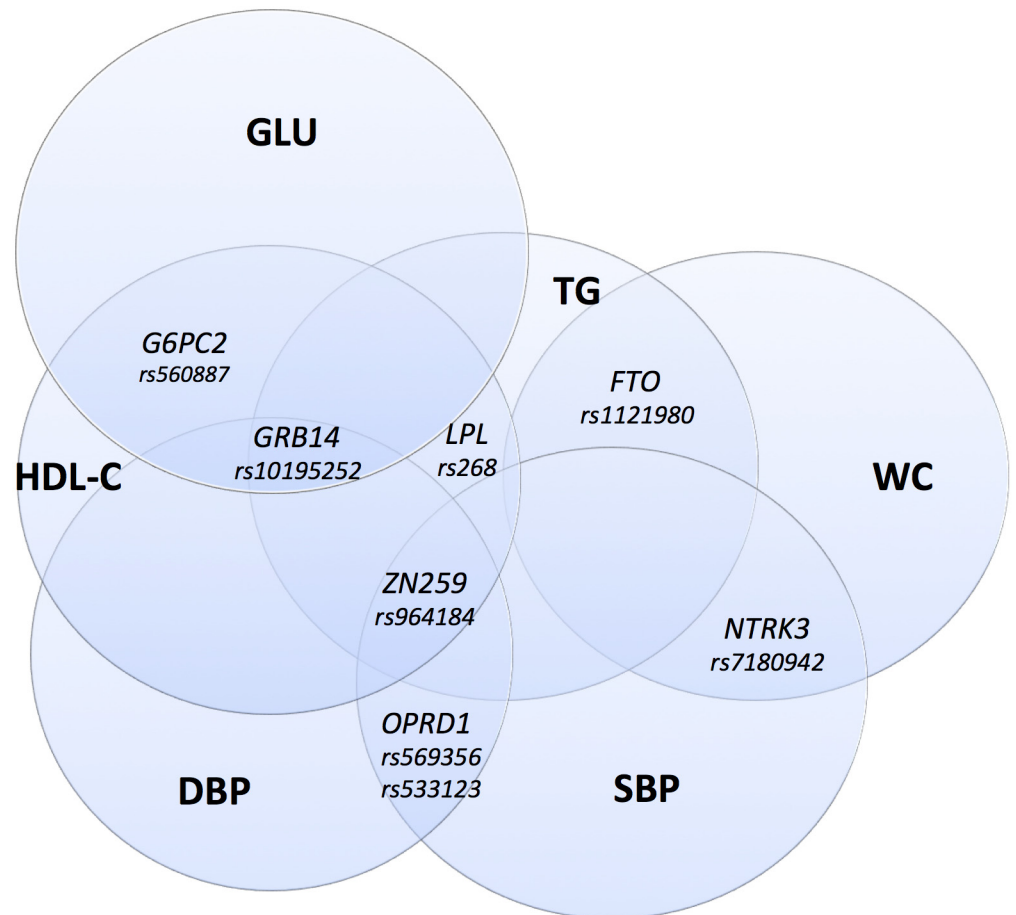 GLU
TG
G6PC2
rs560887
FTO
rs1121980
GRB14
rs10195252
LPL
rs268
HDL-C
WC
ZN259
rs964184
NTRK3
rs7180942
OPRD1
rs569356
rs533123
DBP
SBP